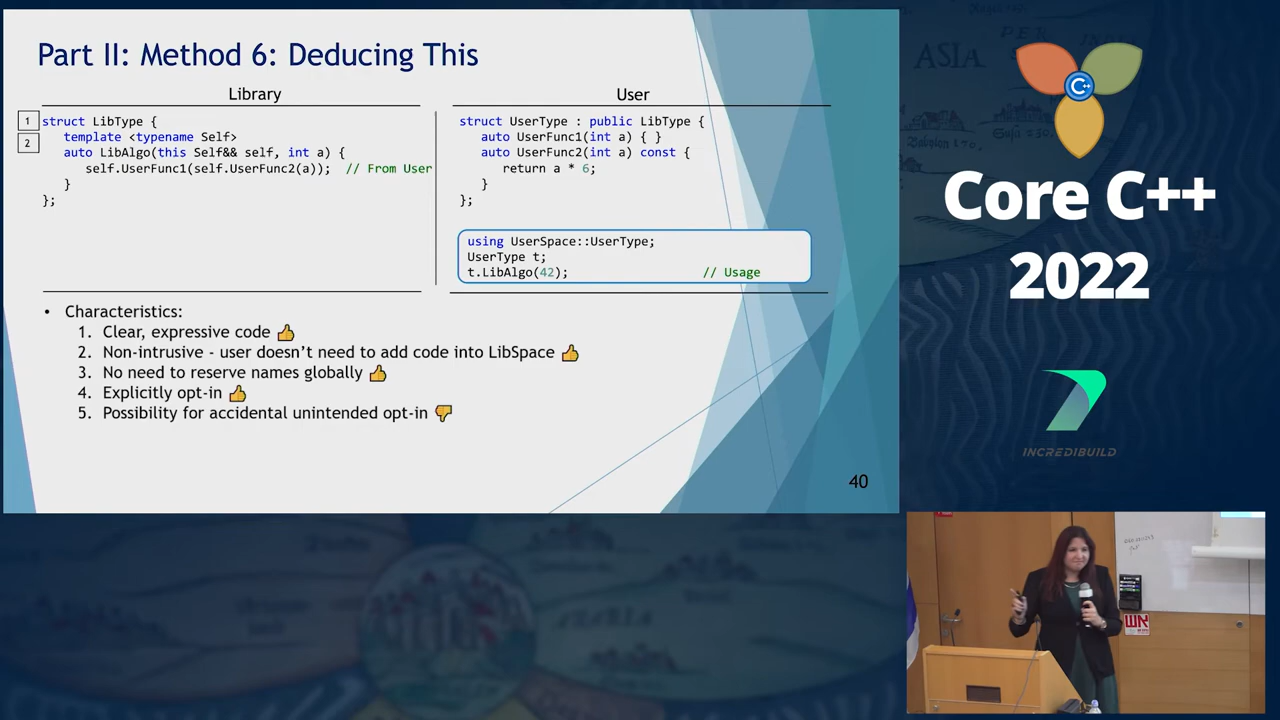 Part II: Method 6: Deducing This
Library
1
2
struct LibType {
template <typename Self>
auto LibAlgo(this Self&& self, int a) {
self.UserFunc1(self.UserFunc2(a)); // From User
}
};
User
struct UserType : public LibType {
auto UserFunc1(int a) { }
auto UserFunc2(int a) const {
return a * 6;
}
};
using UserSpace::UserType;
UserType t;
t.LibAlgo(42); // Usage
• Characteristics:
1. Clear, expressive code 👍
2. Non-intrusive - user doesn't need to add code into LibSpace 👍
3. No need to reserve names globally 👍
4. Explicitly opt-in 👍
5. Possibility for accidental unintended opt-in 👎
40
ASIA
C++
Core C++
2022
INCREDIBUILD
אש